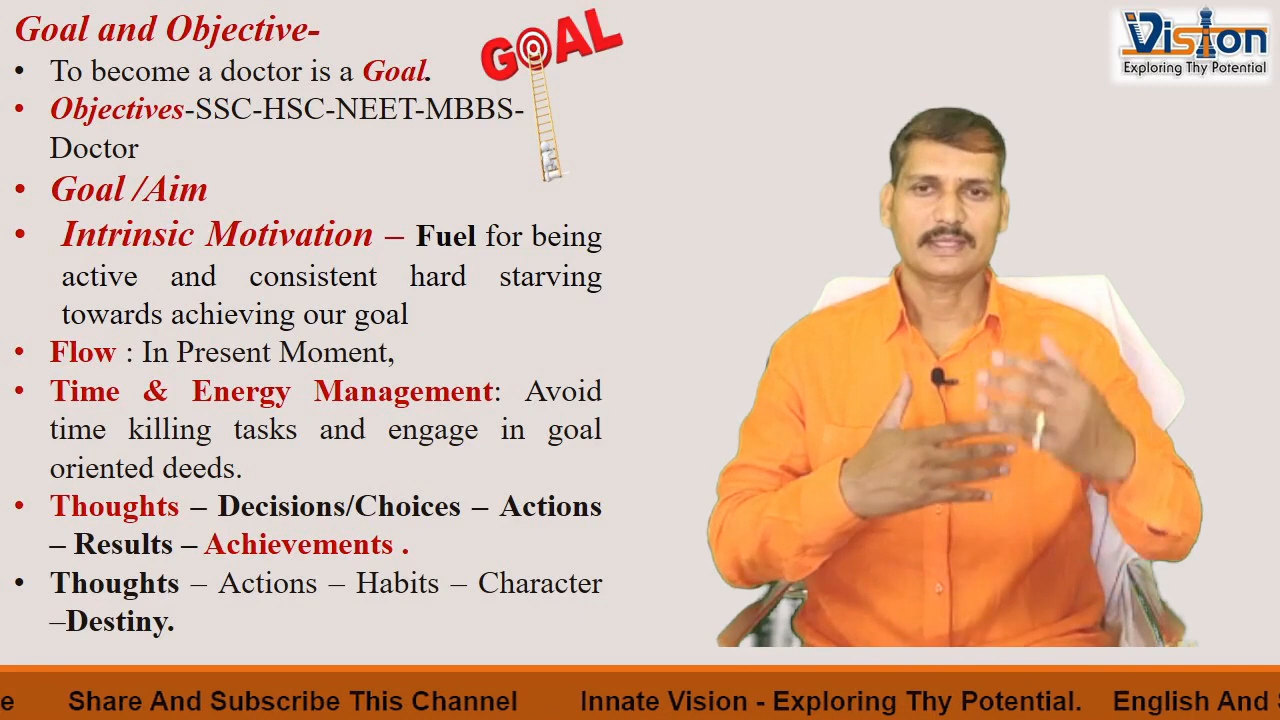 Goal and Objective-
GOAL
• To become a doctor is a Goal.
• Objectives-SSC-HSC-NEET-MBBS-
Doctor
• Goal /Aim
• Intrinsic Motivation – Fuel for being
active and consistent hard starving
towards achieving our goal
• Flow : In Present Moment,
• Time & Energy Management: Avoid
time killing tasks and engage in goal
oriented deeds.
• Thoughts – Decisions/Choices – Actions
– Results – Achievements .
• Thoughts – Actions – Habits – Character
–Destiny.
iVision
Exploring Thy Potential
e Share And Subscribe This Channel Innate Vision - Exploring Thy Potential. English And